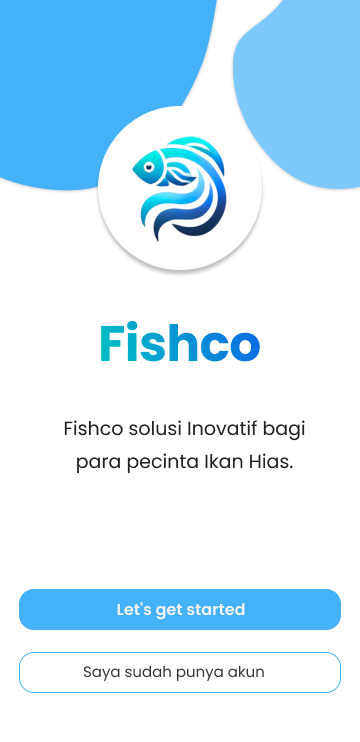 Fishco
Fishco solusi Inovatif bagi
para pecinta Ikan Hias.
Let's get started
Saya sudah punya akun